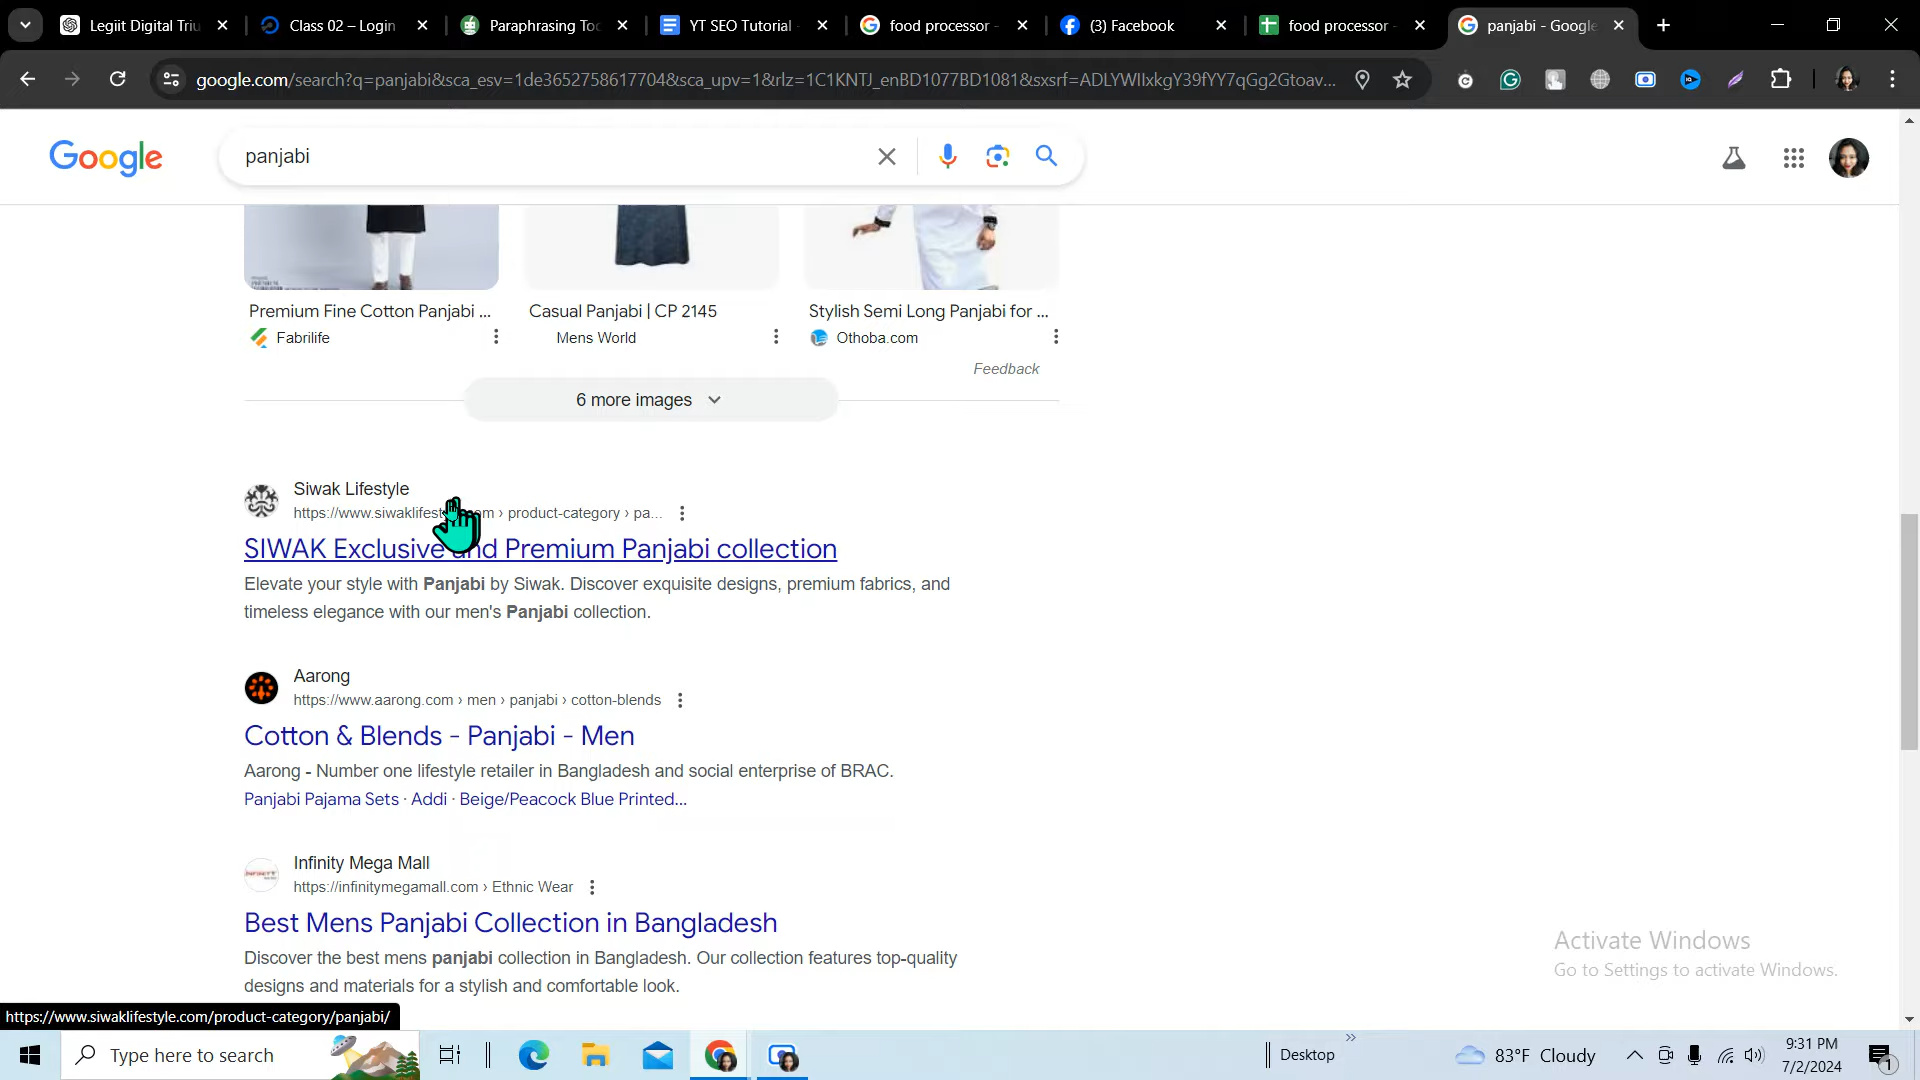 Legiit Digital Triu
Class 02 – Login
Paraphrasing Too
YT SEO Tutorial -
food processor -
(3) Facebook
food processor -
panjabi - Google
google.com/search?q=panjabi&sca_esv=1de36527586177048&sca_upv=1&rlz=1C1KNTJ_enBD1077BD1081&sxsrf=ADLYWIIxkgY39fYY7qGg2Gtoav...
Google
panjabi
Premium Fine Cotton Panjabi ...
Casual Panjabi | CP 2145
Stylish Semi Long Panjabi for ...
Fabrilife
Mens World
Othoba.com
Feedback
6 more images
Siwak Lifestyle
https://www.siwaklifest m › product-category › pa...
SIWAK Exclusive and Premium Panjabi collection
Elevate your style with Panjabi by Siwak. Discover exquisite designs, premium fabrics, and
timeless elegance with our men's Panjabi collection.
Aarong
https://www.aarong.com › men › panjabi › cotton-blends
Cotton & Blends - Panjabi - Men
Aarong - Number one lifestyle retailer in Bangladesh and social enterprise of BRAC.
Panjabi Pajama Sets · Addi · Beige/Peacock Blue Printed...
Infinity Mega Mall
https://infinitymegamall.com › Ethnic Wear
Best Mens Panjabi Collection in Bangladesh
Discover the best mens panjabi collection in Bangladesh. Our collection features top-quality
designs and materials for a stylish and comfortable look.
Activate Windows
Go to Settings to activate Windows.
https://www.siwaklifestyle.com/product-category/panjabi/
Type here to search
Desktop
83°F Cloudy
9:31 PM
7/2/2024
1